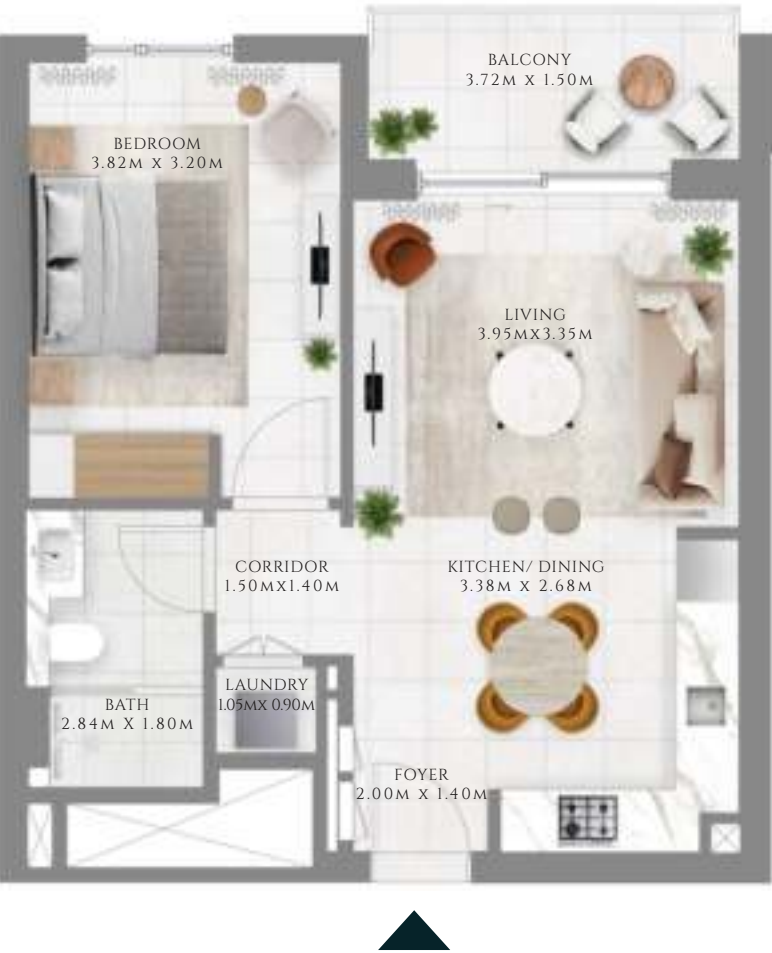 BALCONY
3.72M X 1.50M
BEDROOM
3.82M X 3.20M
LIVING
3.95MX3.35M
CORRIDOR
1.50MX1.40M
KITCHEN/ DINING
3.38M X 2.68M
LAUNDRY
1.05MX 0.90M
BATH
2.84M X 1.80M
FOYER
2.00M X 1.40M